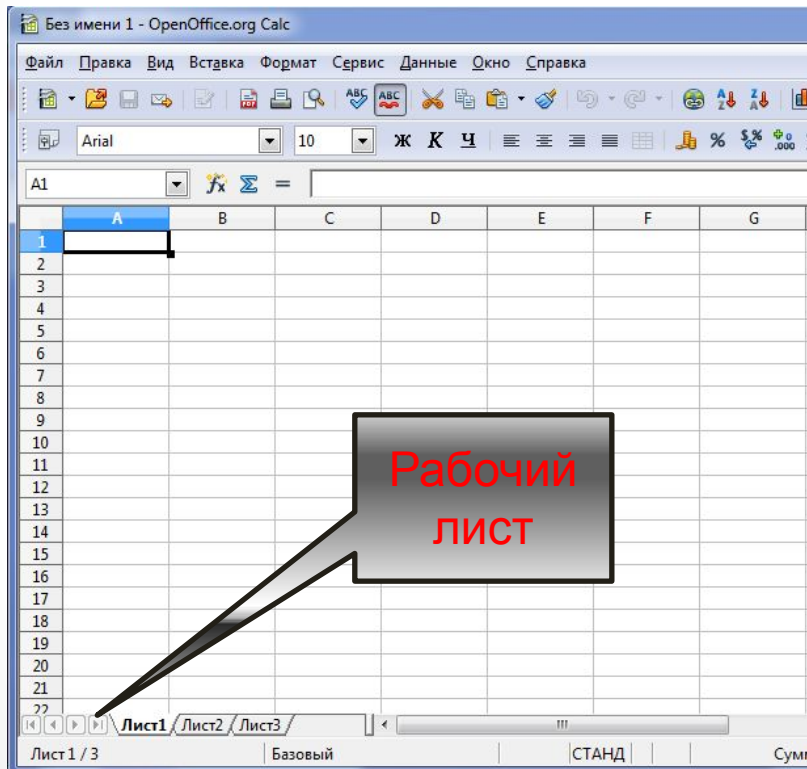 Без имени 1 - OpenOffice.org Calc
Файл Правка Вид Вставка Формат Сервис Данные Окно Справка
ABC ABC
Arial 10 Ж К Ч %
A1 =
A B C D E F G
1
2
3
4
5
6
7
8
9
10
11
12
13
14
15
16
17
18
19
20
21
22
Рабочий
лист
Лист1 Лист2 Лист3
Лист 1 / 3 Базовый СТАНД